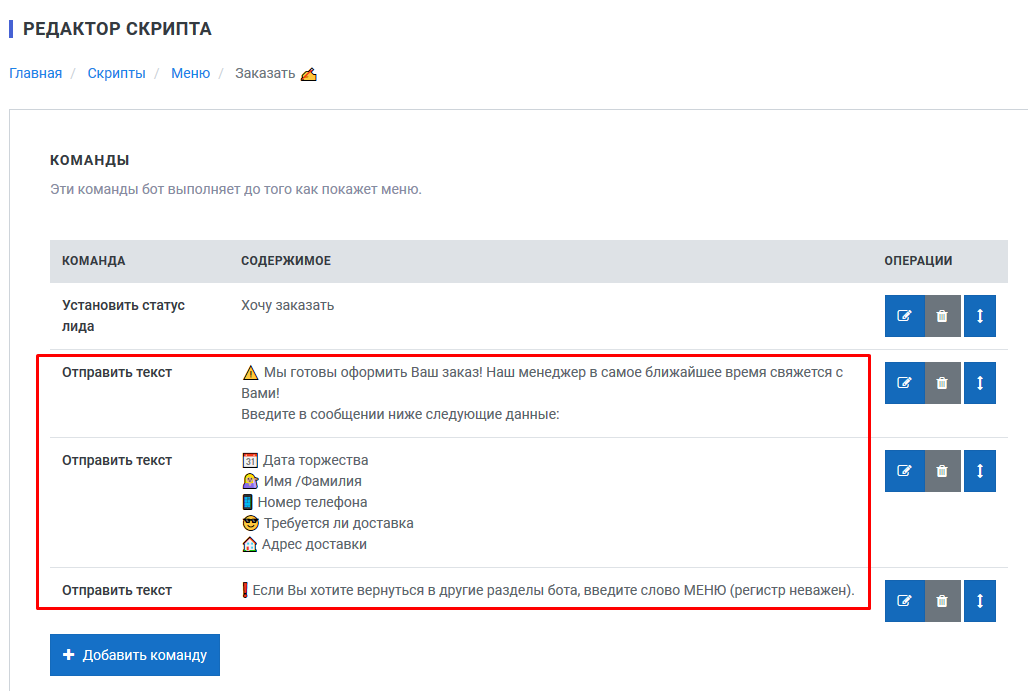 РЕДАКТОР СКРИПТА
Главная / Скрипты / Меню / Заказать ✍
КОМАНДЫ
Эти команды бот выполняет до того как покажет меню.
КОМАНДА СОДЕРЖИМОЕ ОПЕРАЦИИ
Установить статус Хочу заказать
лида
Отправить текст ⚠ Мы готовы оформить Ваш заказ! Наш менеджер в самое ближайшее время свяжется с
Вами!
Введите в сообщении ниже следующие данные:
Отправить текст 📅 Дата торжества
Имя /Фамилия
📱 Номер телефона
😎 Требуется ли доставка
🏠 Адрес доставки
Отправить текст ❗Если Вы хотите вернуться в другие разделы бота, введите слово МЕНЮ (регистр неважен).
+ Добавить команду